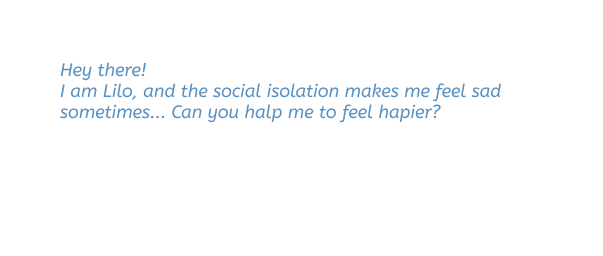 Hey there!
I am Lilo, and the social isolation makes me feel sad
sometimes... Can you halp me to feel hapier?